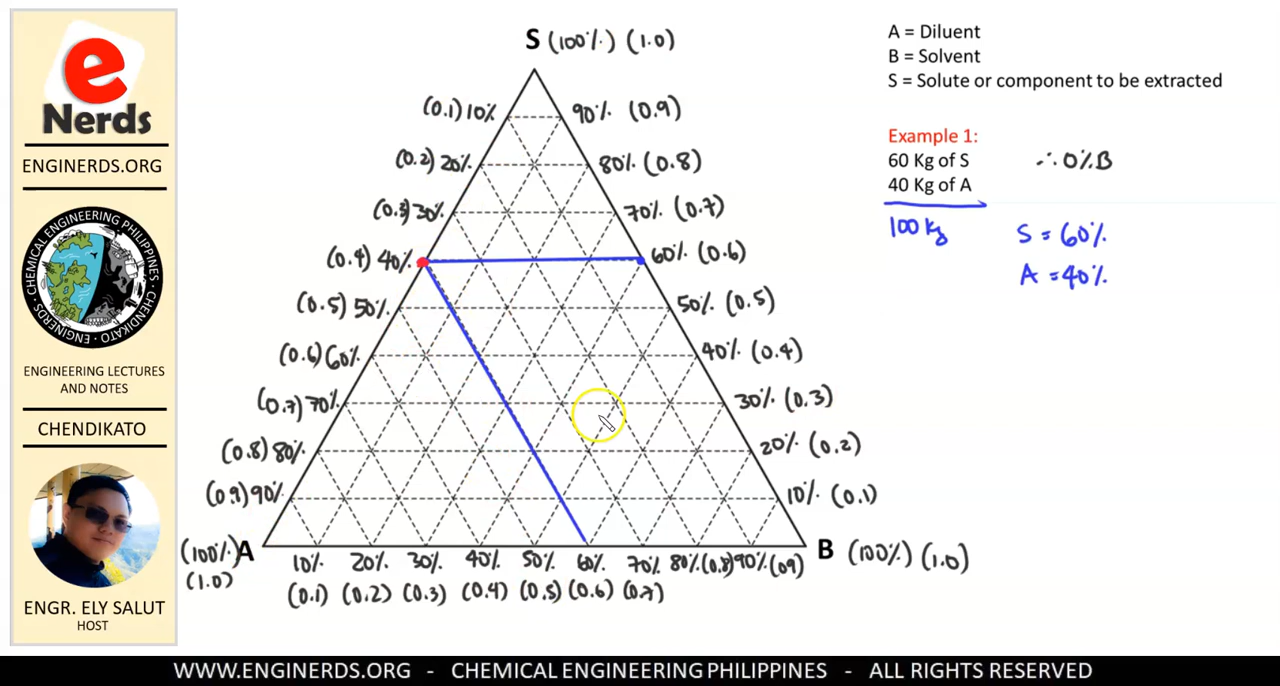 e
Nerds
ENGINERDS.ORG
CHEMICAL ENGINEERING PHILIPPINES
· CHENDIKATO · ENGINERDS ·
ENGINEERING LECTURES
AND NOTES
CHENDIKATO
ENGR. ELY SALUT
HOST
S (100%) (1.0)
(0.1) 10% 90% (0.9)
(0.2) 20% 80% (0.8)
(0.3) 30% 70% (0.7)
(0.4) 40% 60% (0.6)
(0.5) 50% 50% (0.5)
(0.6) 60% 40% (0.4)
(0.7) 70% 30% (0.3)
(0.8) 80% 20% (0.2)
(0.9) 90% 10% (0.1)
(100%) A B (100%) (1.0)
(1.0)
10% 20% 30% 40% 50% 60% 70% 80% (0.8) 90% (0.9)
(0.1) (0.2) (0.3) (0.4) (0.5) (0.6) (0.7)
A = Diluent
B = Solvent
S = Solute or component to be extracted
Example 1:
60 Kg of S ∴ 0% B
40 Kg of A
100 Kg S = 60%
A = 40%
WWW.ENGINERDS.ORG - CHEMICAL ENGINEERING PHILIPPINES - ALL RIGHTS RESERVED